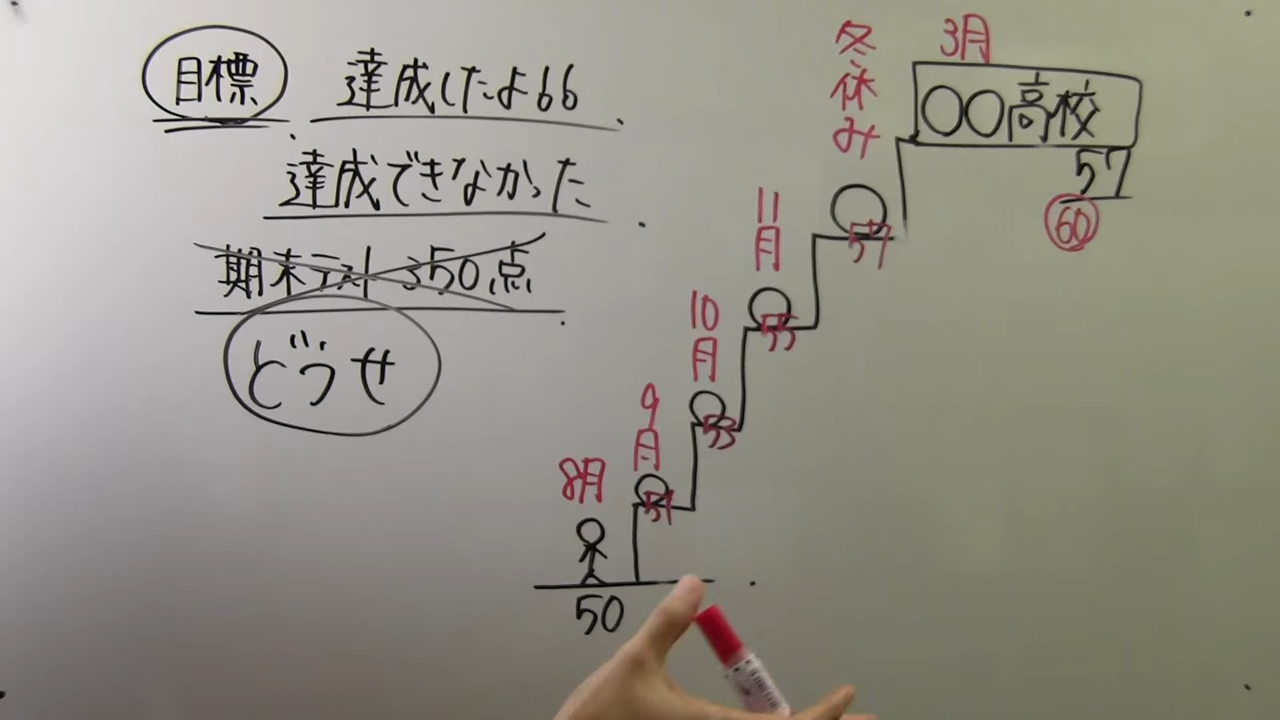 目標
達成したよ66
達成できなかった
期末テスト 350点
どうせ
3月
〇〇高校
57
60
冬休み
57
11月
55
10月
53
9月
51
8月
50